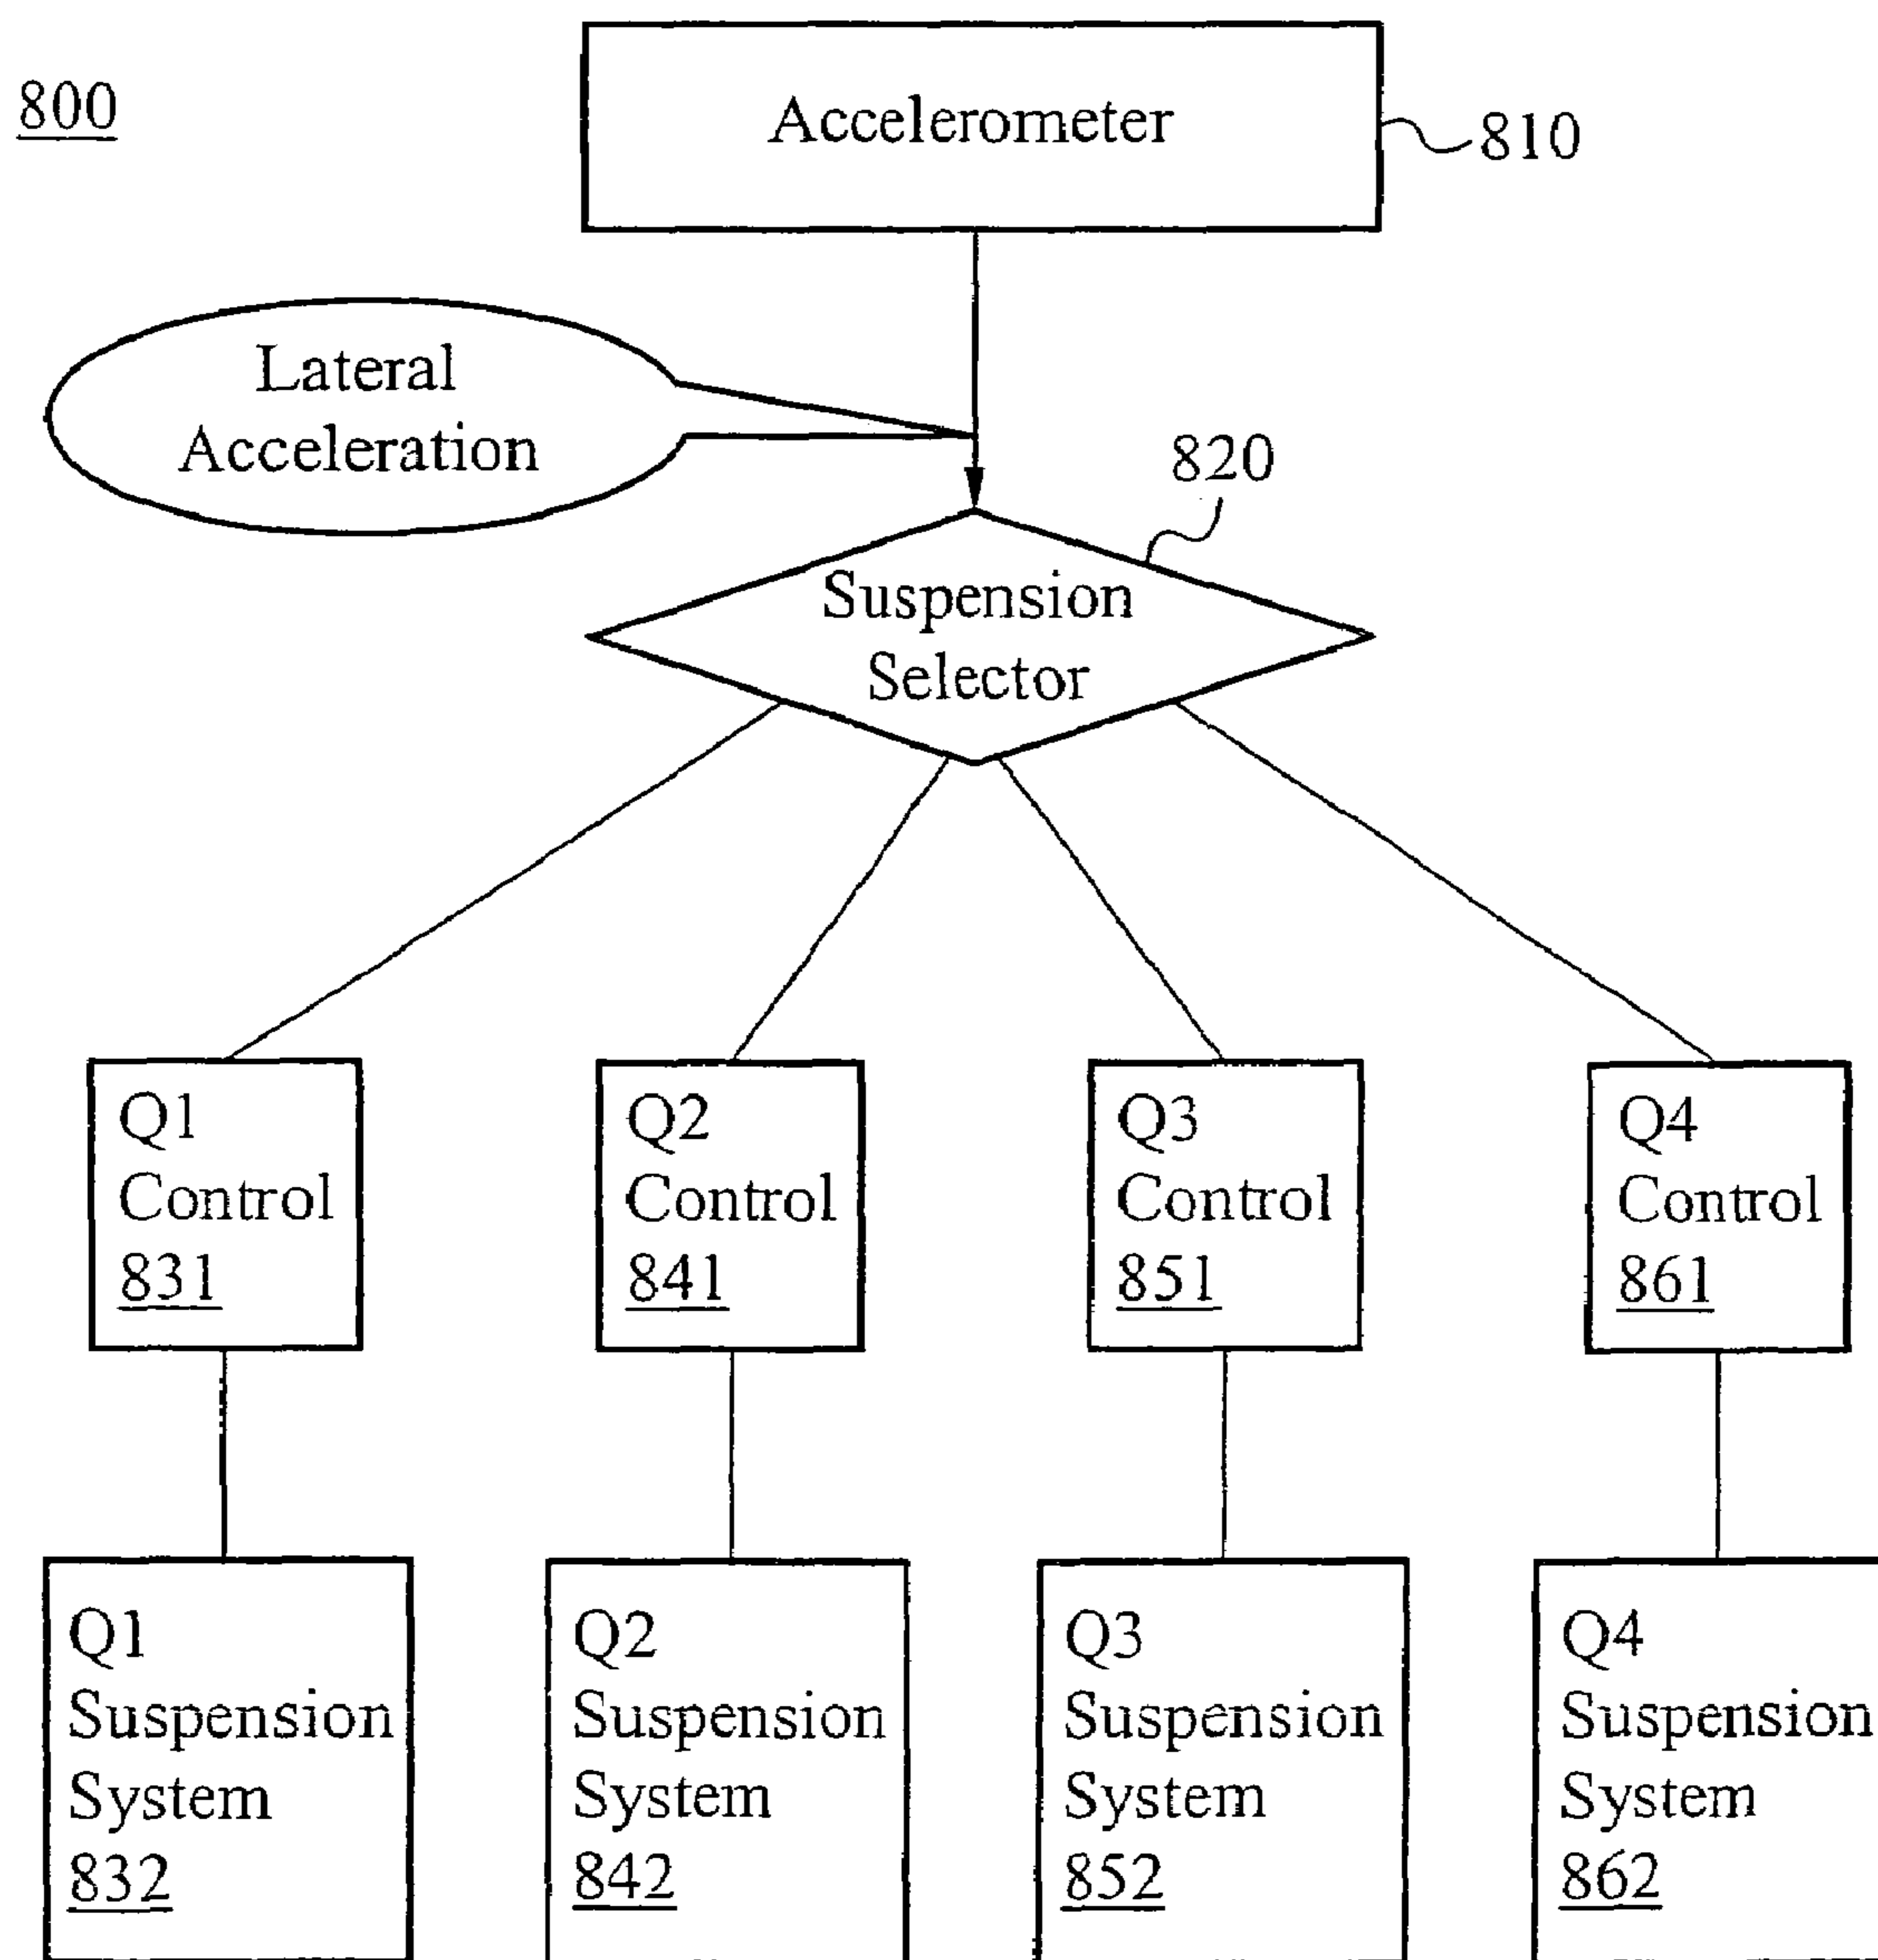 800
Accelerometer
810
Lateral
Acceleration
820
Suspension
Selector
Q1
Control
831
Q2
Control
841
Q3
Control
851
Q4
Control
861
Q1
Suspension
System
832
Q2
Suspension
System
842
Q3
Suspension
System
852
Q4
Suspension
System
862